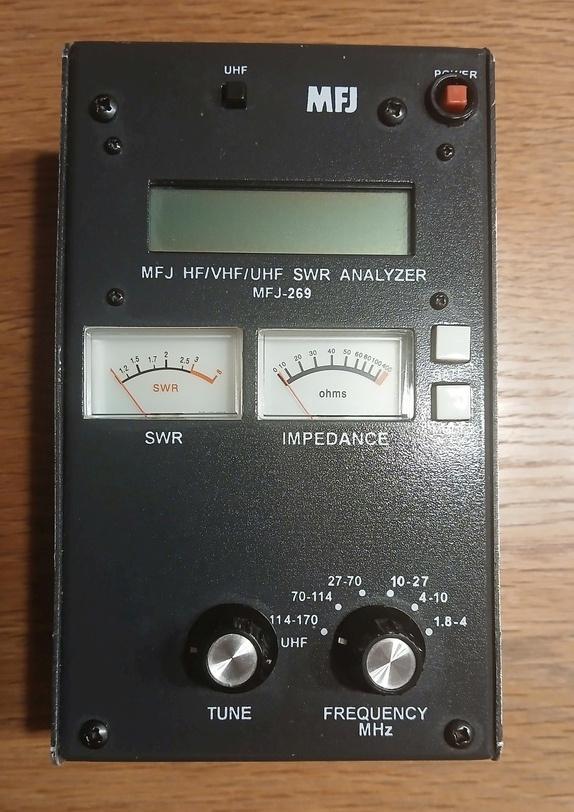 UHF
MFJ
POWER
MFJ HF/VHF/UHF SWR ANALYZER
MFJ-269
1.2 1.5 1.7 2 2.5 3 8
SWR
0 10 20 30 40 50 60 80 100 400
ohms
SWR
IMPEDANCE
27-70
10-27
70-114
4-10
114-170
1.8-4
UHF
TUNE
FREQUENCY
MHz